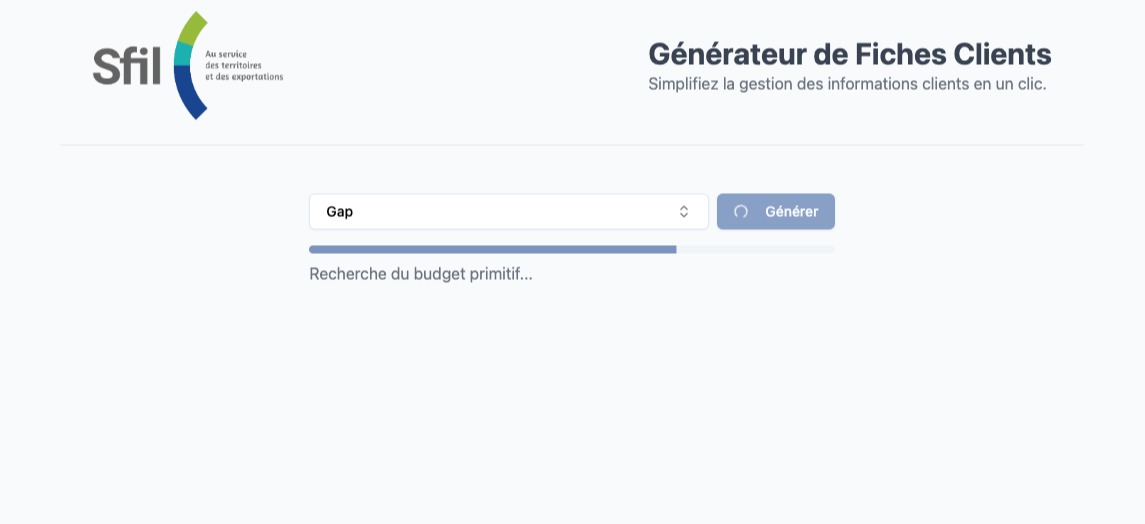 Sfil
Au service
des territoires
et des exportations
Générateur de Fiches Clients
Simplifiez la gestion des informations clients en un clic.
Gap
Générer
Recherche du budget primitif...